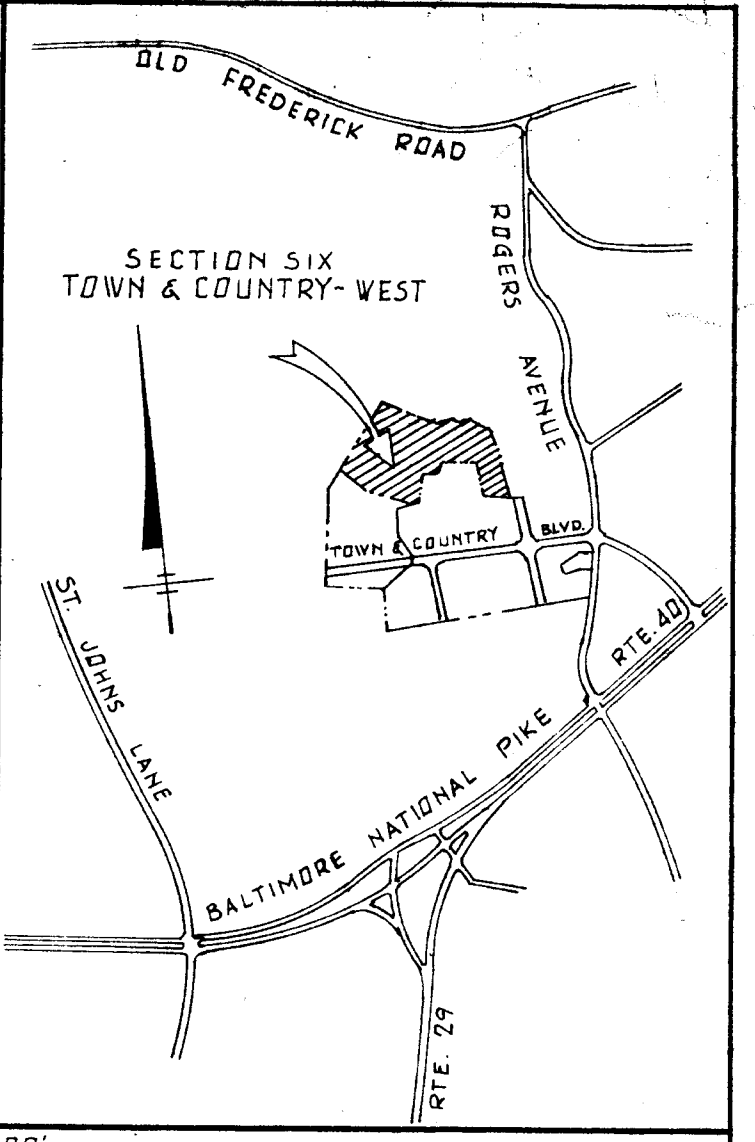 OLD FREDERICK ROAD
ROGERS AVENUE
SECTION SIX
TOWN & COUNTRY-WEST
TOWN & COUNTRY BLVD.
ST. JOHNS LANE
RTE. 40
BALTIMORE NATIONAL PIKE
RTE. 29